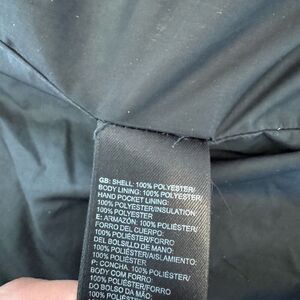 GB: SHELL: 100% POLYESTER/
BODY LINING: 100% POLYESTER/
HAND POCKET LINING:
100% POLYESTER/INSULATION:
100% POLYESTER
E: ARMAZÓN: 100% POLIÉSTER/
FORRO DEL CUERPO:
100% POLIÉSTER/FORRO
DEL BOLSILLO DE MANO:
100% POLIÉSTER/AISLAMIENTO:
100% POLIÉSTER
P: CONCHA: 100% POLIÉSTER/
BODY COM FORRO
100% POLIÉSTER/FORRO
DO BOLSO DA MÃO:
100% POLIÉSTER/